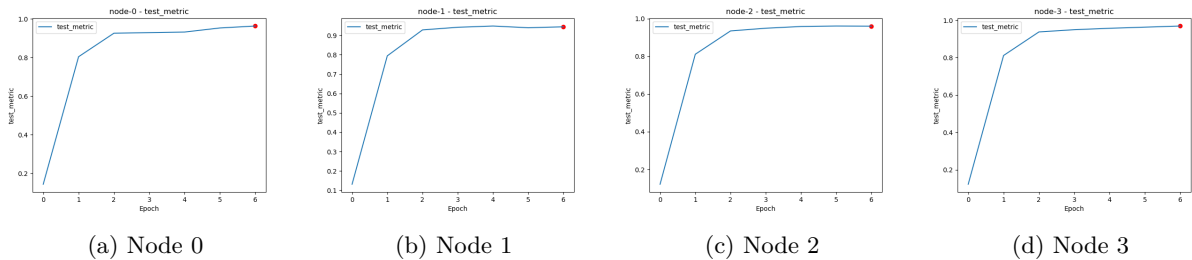 node-0 - test_metric
test_metric
1.0
0.8
0.6
0.4
0.2
test_metric
0 1 2 3 4 5 6
Epoch
(a) Node 0
node-1 - test_metric
test_metric
0.9
0.8
0.7
0.6
0.5
0.4
0.3
0.2
0.1
test_metric
0 1 2 3 4 5 6
Epoch
(b) Node 1
node-2 - test_metric
test_metric
1.0
0.8
0.6
0.4
0.2
test_metric
0 1 2 3 4 5 6
Epoch
(c) Node 2
node-3 - test_metric
test_metric
1.0
0.8
0.6
0.4
0.2
test_metric
0 1 2 3 4 5 6
Epoch
(d) Node 3